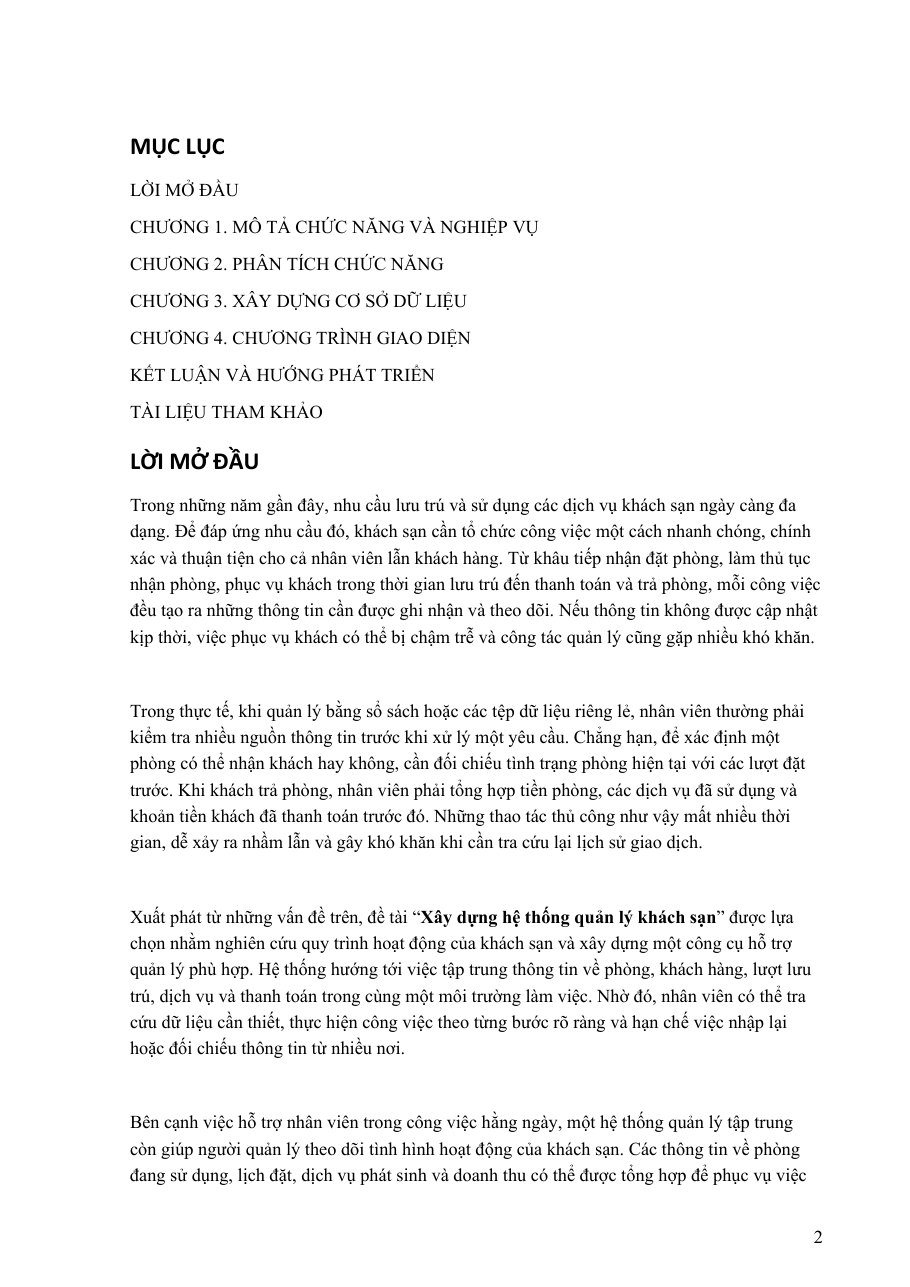 MỤC LỤC
LỜI MỞ ĐẦU
CHƯƠNG 1. MÔ TẢ CHỨC NĂNG VÀ NGHIỆP VỤ
CHƯƠNG 2. PHÂN TÍCH CHỨC NĂNG
CHƯƠNG 3. XÂY DỰNG CƠ SỞ DỮ LIỆU
CHƯƠNG 4. CHƯƠNG TRÌNH GIAO DIỆN
KẾT LUẬN VÀ HƯỚNG PHÁT TRIỂN
TÀI LIỆU THAM KHẢO
LỜI MỞ ĐẦU
Trong những năm gần đây, nhu cầu lưu trú và sử dụng các dịch vụ khách sạn ngày càng đa
dạng. Để đáp ứng nhu cầu đó, khách sạn cần tổ chức công việc một cách nhanh chóng, chính
xác và thuận tiện cho cả nhân viên lẫn khách hàng. Từ khâu tiếp nhận đặt phòng, làm thủ tục
nhận phòng, phục vụ khách trong thời gian lưu trú đến thanh toán và trả phòng, mỗi công việc
đều tạo ra những thông tin cần được ghi nhận và theo dõi. Nếu thông tin không được cập nhật
kịp thời, việc phục vụ khách có thể bị chậm trễ và công tác quản lý cũng gặp nhiều khó khăn.
Trong thực tế, khi quản lý bằng sổ sách hoặc các tệp dữ liệu riêng lẻ, nhân viên thường phải
kiểm tra nhiều nguồn thông tin trước khi xử lý một yêu cầu. Chẳng hạn, để xác định một
phòng có thể nhận khách hay không, cần đối chiếu tình trạng phòng hiện tại với các lượt đặt
trước. Khi khách trả phòng, nhân viên phải tổng hợp tiền phòng, các dịch vụ đã sử dụng và
khoản tiền khách đã thanh toán trước đó. Những thao tác thủ công như vậy mất nhiều thời
gian, dễ xảy ra nhầm lẫn và gây khó khăn khi cần tra cứu lại lịch sử giao dịch.
Xuất phát từ những vấn đề trên, đề tài “Xây dựng hệ thống quản lý khách sạn” được lựa
chọn nhằm nghiên cứu quy trình hoạt động của khách sạn và xây dựng một công cụ hỗ trợ
quản lý phù hợp. Hệ thống hướng tới việc tập trung thông tin về phòng, khách hàng, lượt lưu
trú, dịch vụ và thanh toán trong cùng một môi trường làm việc. Nhờ đó, nhân viên có thể tra
cứu dữ liệu cần thiết, thực hiện công việc theo từng bước rõ ràng và hạn chế việc nhập lại
hoặc đối chiếu thông tin từ nhiều nơi.
Bên cạnh việc hỗ trợ nhân viên trong công việc hằng ngày, một hệ thống quản lý tập trung
còn giúp người quản lý theo dõi tình hình hoạt động của khách sạn. Các thông tin về phòng
đang sử dụng, lịch đặt, dịch vụ phát sinh và doanh thu có thể được tổng hợp để phục vụ việc
2